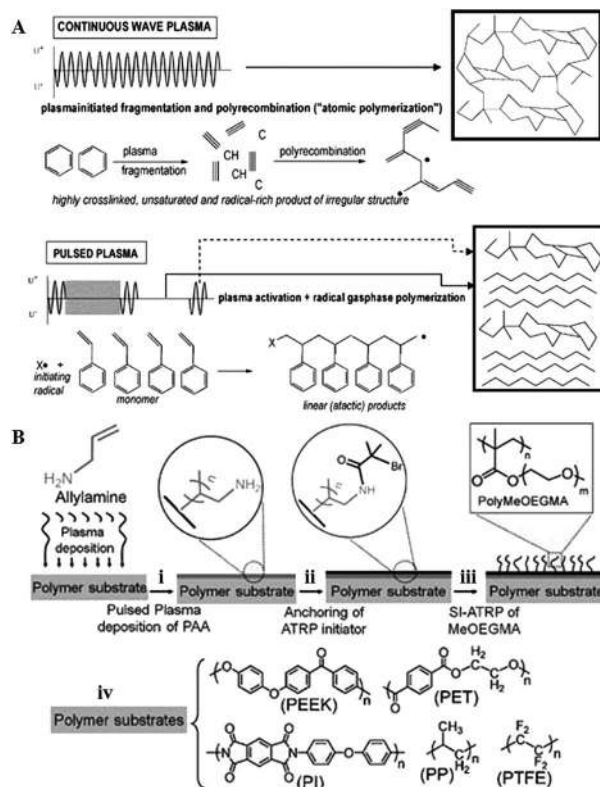 A
CONTINUOUS WAVE PLASMA
U⁺
U⁻
plasmainitiated fragmentation and polyrecombination ("atomic polymerization")
plasma
fragmentation
C
CH
CH
C
C
polyrecombination
highly crosslinked, unsaturated and radical-rich product of irregular structure
PULSED PLASMA
U⁺
U⁻
plasma activation + radical gasphase polymerization
X• +
initiating
radical
monomer
X
linear (atactic) products
B
H₂N
Allylamine
Plasma
deposition
Polymer substrate
i
Pulsed Plasma
deposition of PAA
n
NH₂
Polymer substrate
ii
Anchoring of
ATRP initiator
O
Br
n
NH
Polymer substrate
iii
SI-ATRP of
MeOEGMA
n
O
O
O
m
PolyMeOEGMA
Polymer substrate
iv
Polymer substrates
O
O
O
n
(PEEK)
O
O
O
H₂
C
C
H₂
O
n
(PET)
O
O
N
N
O
O
O
n
(PI)
CH₃
C
H₂
n
(PP)
F₂
C
C
F₂
n
(PTFE)